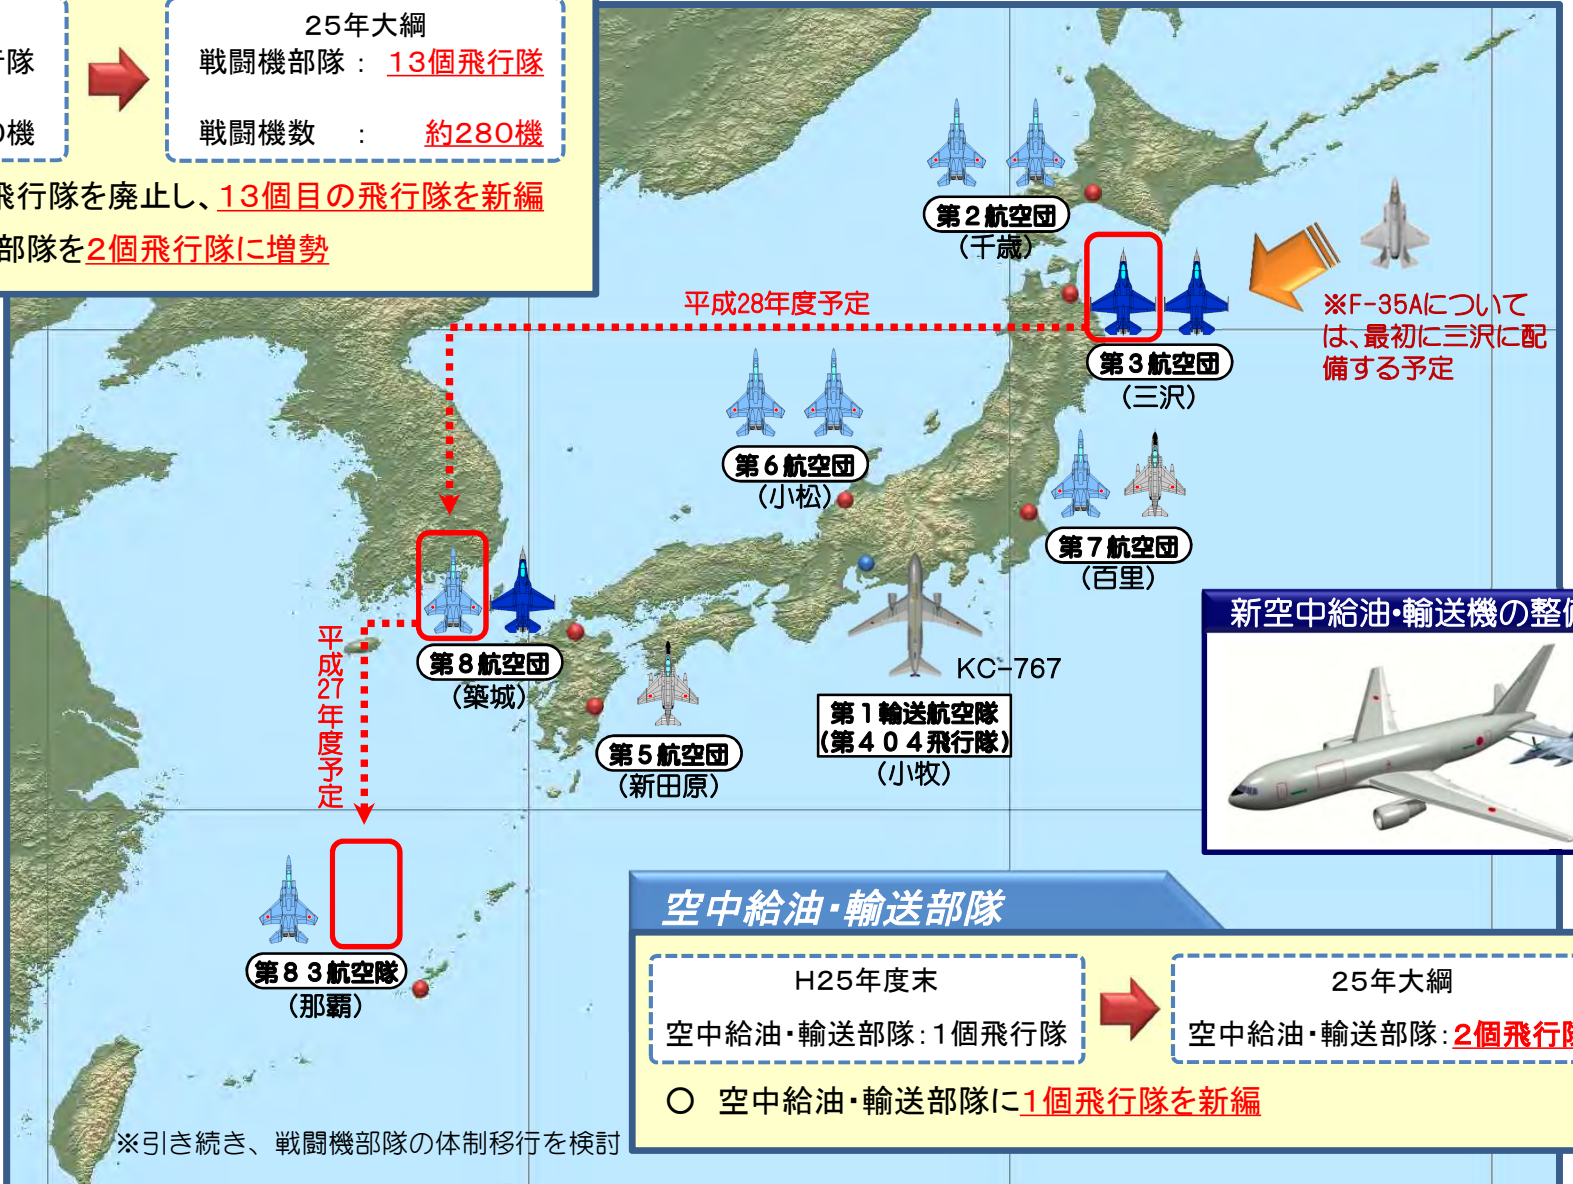 25年大綱
行隊
戦闘機部隊 : 13個飛行隊
0機
戦闘機数 : 約280機
飛行隊を廃止し、13個目の飛行隊を新編
部隊を2個飛行隊に増勢
第2航空団
(千歳)
平成28年度予定
※F-35Aについて
は、最初に三沢に配
備する予定
第3航空団
(三沢)
第6航空団
(小松)
第7航空団
(百里)
新空中給油・輸送機の整備
平成27年度予定
第8航空団
(築城)
KC-767
第1輸送航空隊
(第404飛行隊)
(小牧)
第5航空団
(新田原)
第83航空隊
(那覇)
空中給油・輸送部隊
H25年度末
空中給油・輸送部隊:1個飛行隊
25年大綱
空中給油・輸送部隊:2個飛行隊
○ 空中給油・輸送部隊に1個飛行隊を新編
※引き続き、戦闘機部隊の体制移行を検討